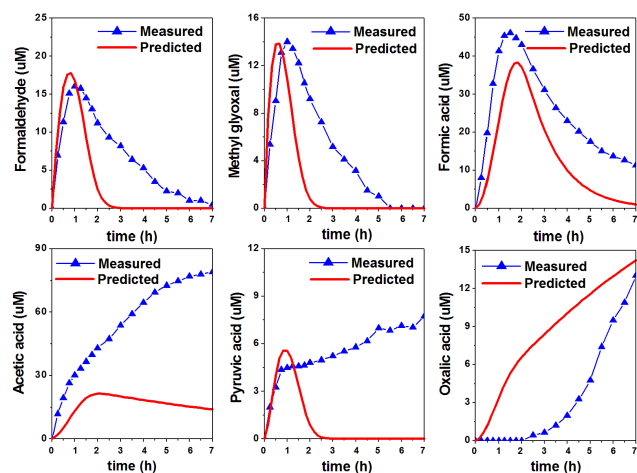 Formaldehyde (uM)
25
20
15
10
5
0
Measured
Predicted
0 1 2 3 4 5 6 7
time (h)
Methyl glyoxal (uM)
16
12
8
4
0
Measured
Predicted
0 1 2 3 4 5 6 7
time (h)
Formic acid (uM)
50
40
30
20
10
0
Measured
Predicted
0 1 2 3 4 5 6 7
time (h)
Acetic acid (uM)
90
60
30
0
Measured
Predicted
0 1 2 3 4 5 6 7
time (h)
Pyruvic acid (uM)
12
9
6
3
0
Measured
Predicted
0 1 2 3 4 5 6 7
time (h)
Oxalic acid (uM)
15
10
5
0
Measured
Predicted
0 1 2 3 4 5 6 7
time (h)